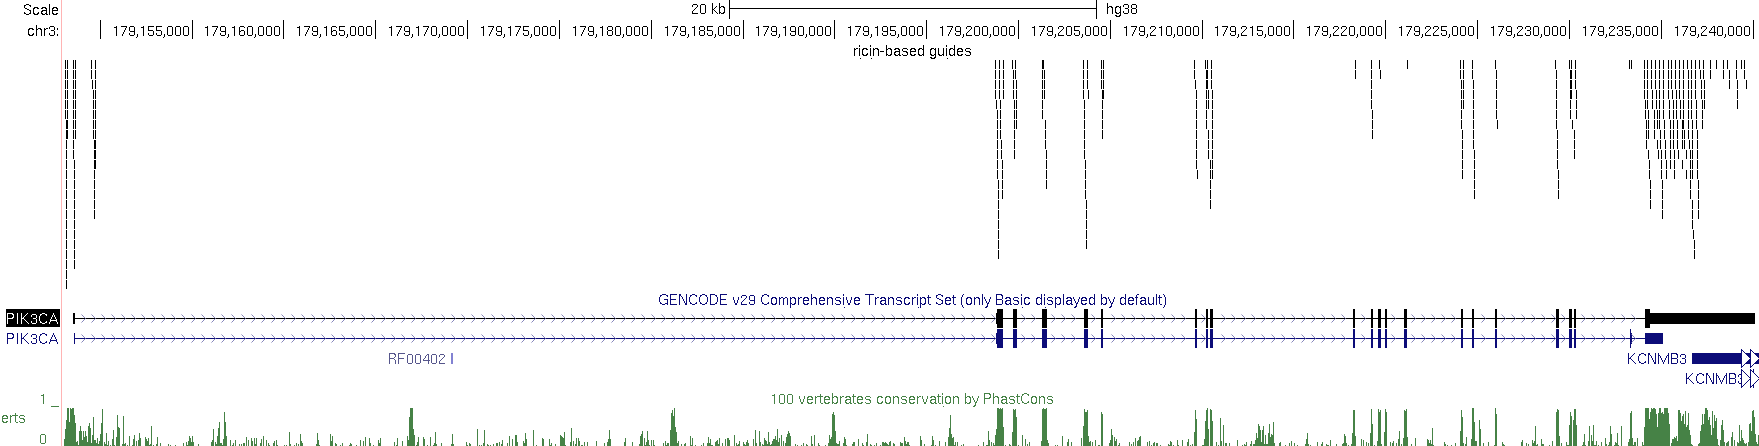 Scale 20 kb hg38
chr3: 179,155,000 179,160,000 179,165,000 179,170,000 179,175,000 179,180,000 179,185,000 179,190,000 179,195,000 179,200,000 179,205,000 179,210,000 179,215,000 179,220,000 179,225,000 179,230,000 179,235,000 179,240,000
ricin-based guides
GENCODE v29 Comprehensive Transcript Set (only Basic displayed by default)
PIK3CA
PIK3CA
RF00402 KCNMB3
KCNMB3
100 vertebrates conservation by PhastCons
1
erts
0